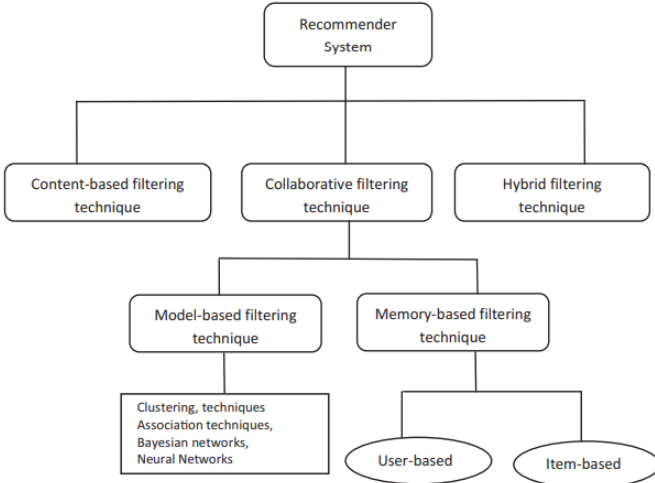 Recommender
System
Content-based filtering
technique
Collaborative filtering
technique
Hybrid filtering
technique
Model-based filtering
technique
Memory-based filtering
technique
Clustering, techniques
Association techniques,
Bayesian networks,
Neural Networks
User-based
Item-based